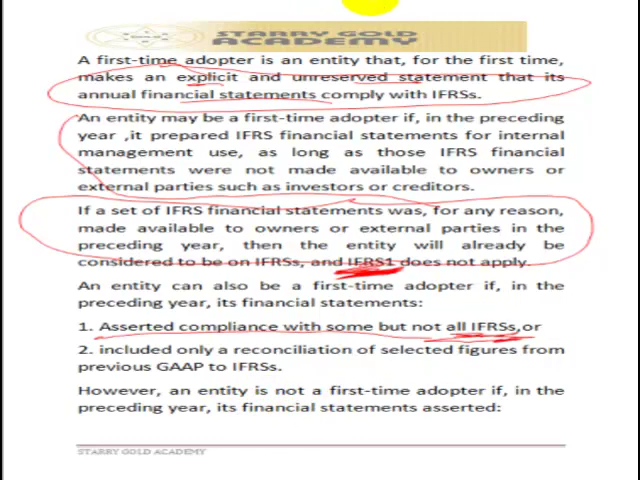 STARRY GOLD
ACADEMY
A first-time adopter is an entity that, for the first time,
makes an explicit and unreserved statement that its
annual financial statements comply with IFRSs.
An entity may be a first-time adopter if, in the preceding
year ,it prepared IFRS financial statements for internal
management use, as long as those IFRS financial
statements were not made available to owners or
external parties such as investors or creditors.
If a set of IFRS financial statements was, for any reason,
made available to owners or external parties in the
preceding year, then the entity will already be
considered to be on IFRSs, and IFRS1 does not apply.
An entity can also be a first-time adopter if, in the
preceding year, its financial statements:
1. Asserted compliance with some but not all IFRSs,or
2. included only a reconciliation of selected figures from
previous GAAP to IFRSs.
However, an entity is not a first-time adopter if, in the
preceding year, its financial statements asserted:
STARRY GOLD ACADEMY